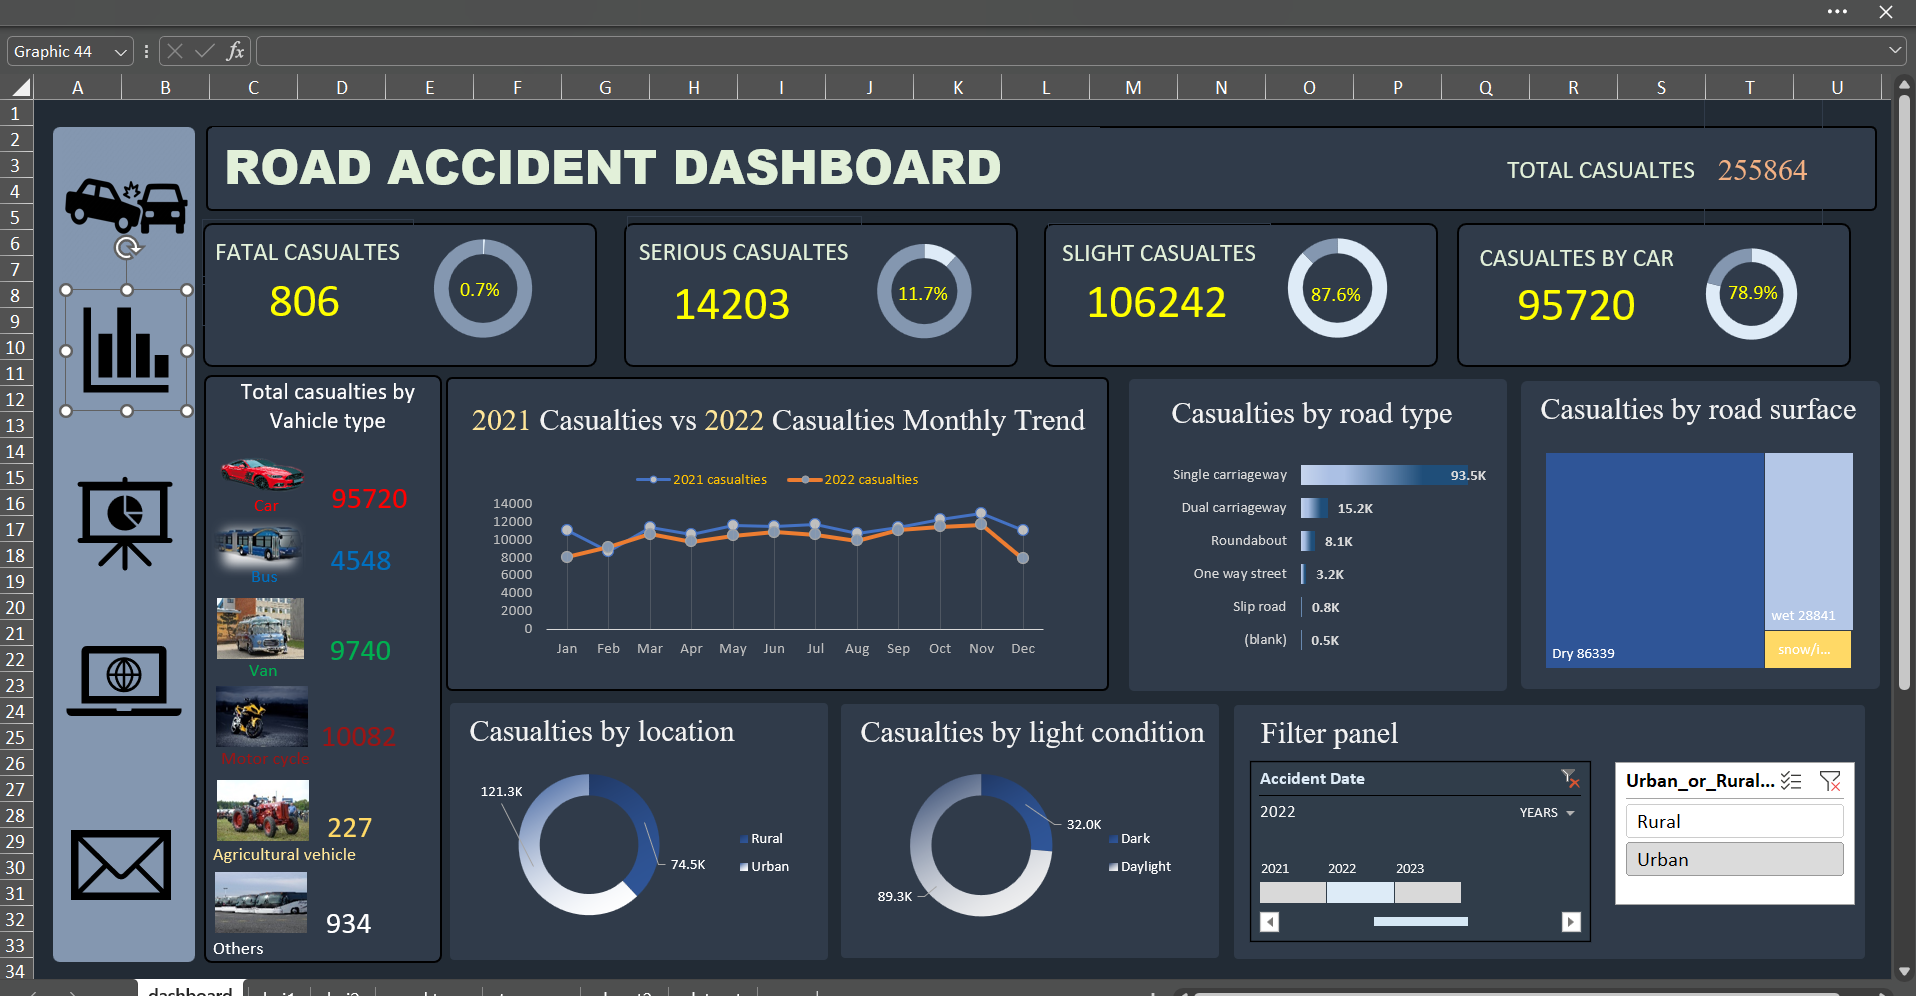 Graphic 44
fx
A B C D E F G H I J K L M N O P Q R S T U
1
2
3
4
5
6
7
8
9
10
11
12
13
14
15
16
17
18
19
20
21
22
23
24
25
26
27
28
29
30
31
32
33
34
ROAD ACCIDENT DASHBOARD
TOTAL CASUALTES 255864
FATAL CASUALTES
806
0.7%
SERIOUS CASUALTES
14203
11.7%
SLIGHT CASUALTES
106242
87.6%
CASUALTES BY CAR
95720
78.9%
Total casualties by
Vahicle type
Car 95720
Bus 4548
Van 9740
Motor cycle 10082
Agricultural vehicle 227
Others 934
2021 Casualties vs 2022 Casualties Monthly Trend
2021 casualties 2022 casualties
14000
12000
10000
8000
6000
4000
2000
0
Jan Feb Mar Apr May Jun Jul Aug Sep Oct Nov Dec
Casualties by road type
Single carriageway 93.5K
Dual carriageway 15.2K
Roundabout 8.1K
One way street 3.2K
Slip road 0.8K
(blank) 0.5K
Casualties by road surface
Dry 86339
wet 28841
snow/i...
Casualties by location
121.3K
74.5K
Rural
Urban
Casualties by light condition
32.0K
89.3K
Dark
Daylight
Filter panel
Accident Date
2022 YEARS
2021 2022 2023
Urban_or_Rural...
Rural
Urban
dashboard